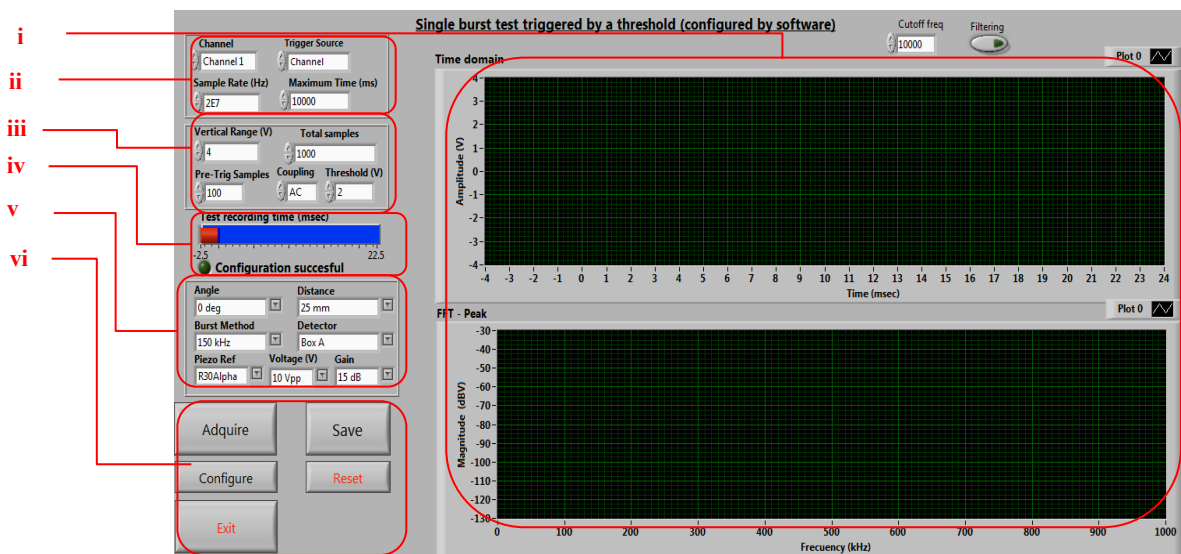 Single burst test triggered by a threshold (configured by software)
Cutoff freq
10000
Filtering
i
ii
iii
iv
v
vi
Channel
Trigger Source
Channel 1
Channel
Sample Rate (Hz)
Maximum Time (ms)
2E7
10000
Vertical Range (V)
Total samples
4
1000
Pre-Trig Samples
Coupling
Threshold (V)
100
AC
2
Test recording time (msec)
-2.5
22.5
Configuration succesful
Angle
Distance
0 deg
25 mm
Burst Method
Detector
150 kHz
Box A
Piezo Ref
Voltage (V)
Gain
R30Alpha
10 Vpp
15 dB
Adquire
Save
Configure
Reset
Exit
Time domain
Plot 0
Amplitude (V)
4
3
2
1
0
-1
-2
-3
-4
-4 -3 -2 -1 0 1 2 3 4 5 6 7 8 9 10 11 12 13 14 15 16 17 18 19 20 21 22 23 24
Time (msec)
FFT - Peak
Plot 0
Magnitude (dBV)
-30
-40
-50
-60
-70
-80
-90
-100
-110
-120
-130
0 100 200 300 400 500 600 700 800 900 1000
Frecuency (kHz)